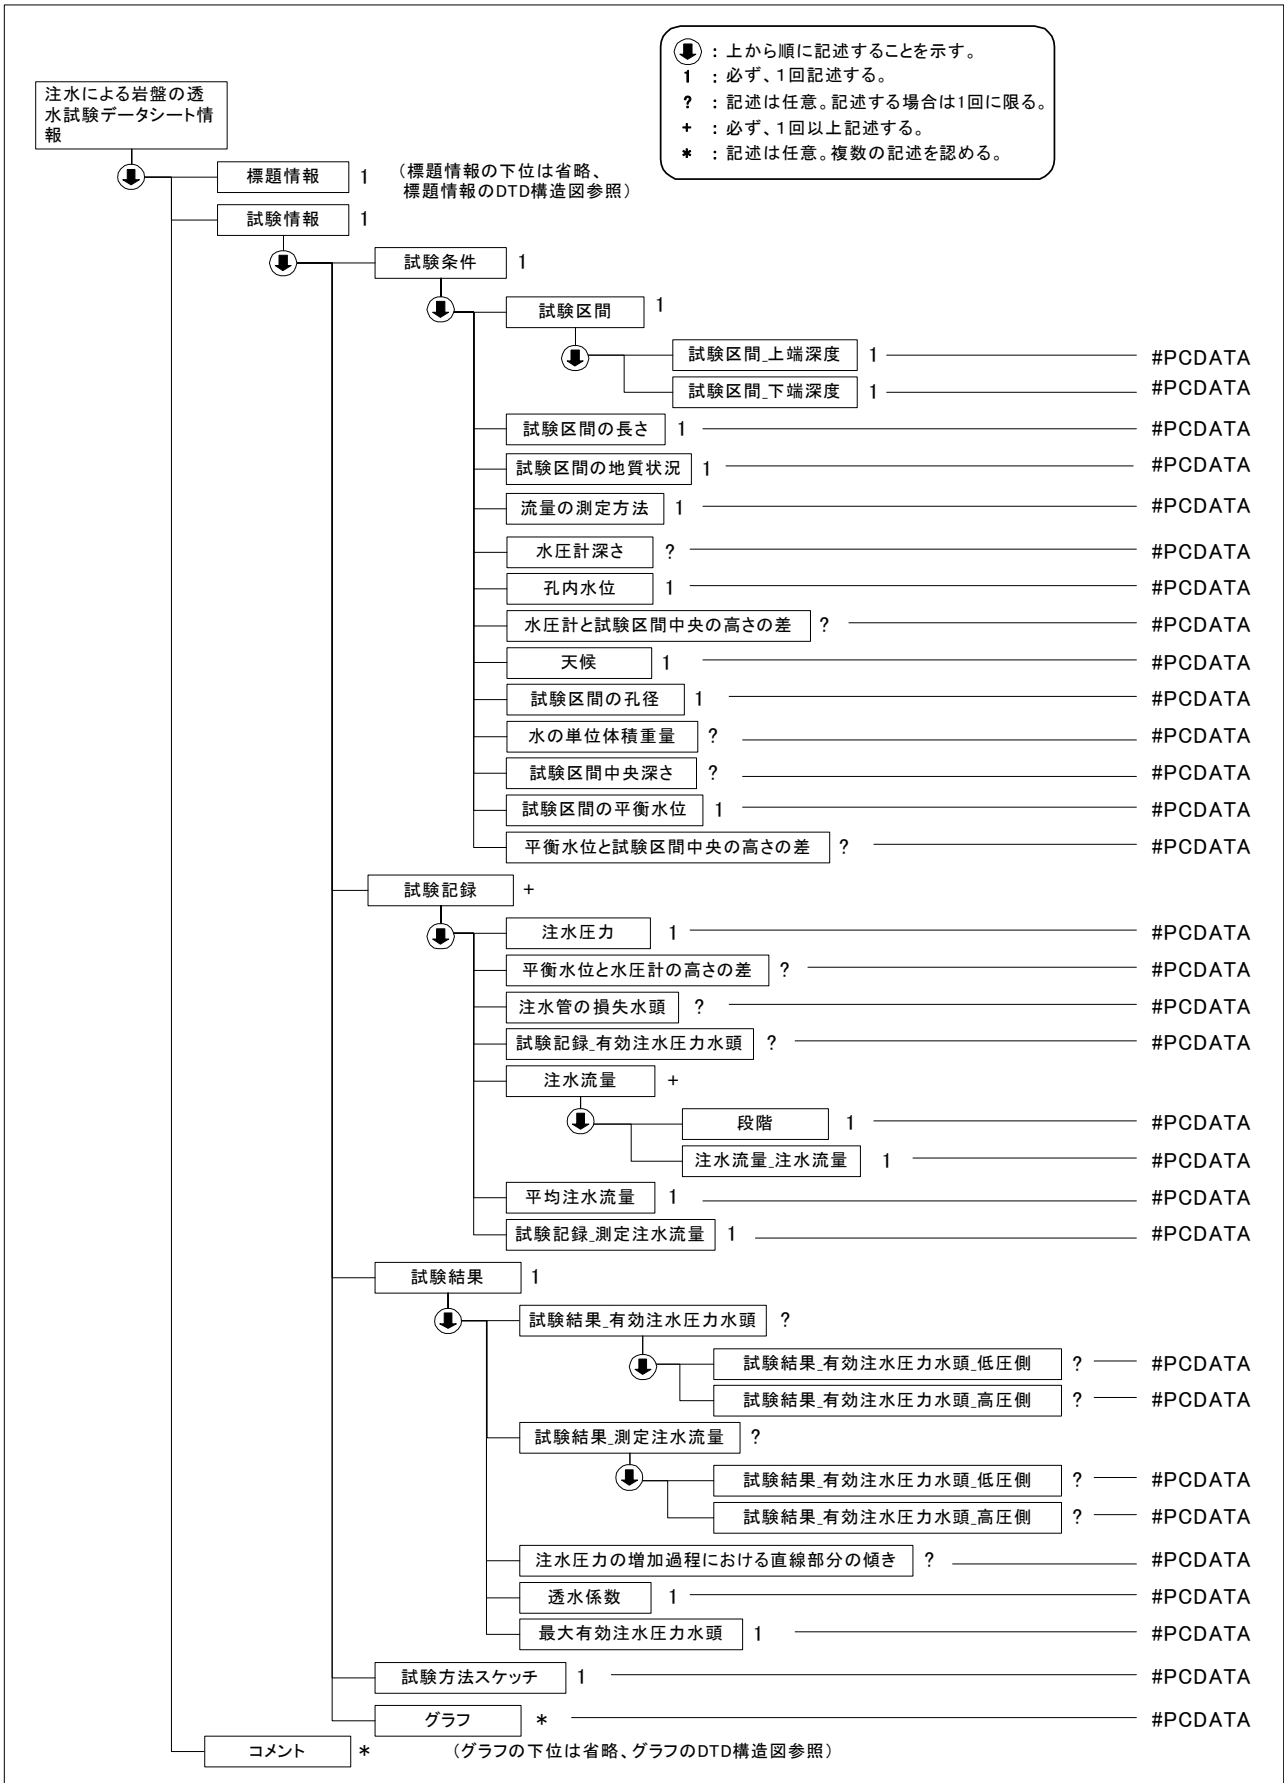 : 上から順に記述することを示す。
1 : 必ず、1回記述する。
? : 記述は任意。記述する場合は1回に限る。
+ : 必ず、1回以上記述する。
* : 記述は任意。複数の記述を認める。
注水による岩盤の透
水試験データシート情
報
標題情報 1 (標題情報の下位は省略、
標題情報のDTD構造図参照)
試験情報 1
試験条件 1
試験区間 1
試験区間_上端深度 1 #PCDATA
試験区間_下端深度 1 #PCDATA
試験区間の長さ 1 #PCDATA
試験区間の地質状況 1 #PCDATA
流量の測定方法 1 #PCDATA
水圧計深さ ? #PCDATA
孔内水位 1 #PCDATA
水圧計と試験区間中央の高さの差 ? #PCDATA
天候 1 #PCDATA
試験区間の孔径 1 #PCDATA
水の単位体積重量 ? #PCDATA
試験区間中央深さ ? #PCDATA
試験区間の平衡水位 1 #PCDATA
平衡水位と試験区間中央の高さの差 ? #PCDATA
試験記録 +
注水圧力 1 #PCDATA
平衡水位と水圧計の高さの差 ? #PCDATA
注水管の損失水頭 ? #PCDATA
試験記録_有効注水圧力水頭 ? #PCDATA
注水流量 +
段階 1 #PCDATA
注水流量_注水流量 1 #PCDATA
平均注水流量 1 #PCDATA
試験記録_測定注水流量 1 #PCDATA
試験結果 1
試験結果_有効注水圧力水頭 ?
試験結果_有効注水圧力水頭_低圧側 ? #PCDATA
試験結果_有効注水圧力水頭_高圧側 ? #PCDATA
試験結果_測定注水流量 ?
試験結果_有効注水圧力水頭_低圧側 ? #PCDATA
試験結果_有効注水圧力水頭_高圧側 ? #PCDATA
注水圧力の増加過程における直線部分の傾き ? #PCDATA
透水係数 1 #PCDATA
最大有効注水圧力水頭 1 #PCDATA
試験方法スケッチ 1 #PCDATA
グラフ * #PCDATA
コメント * (グラフの下位は省略、グラフのDTD構造図参照)